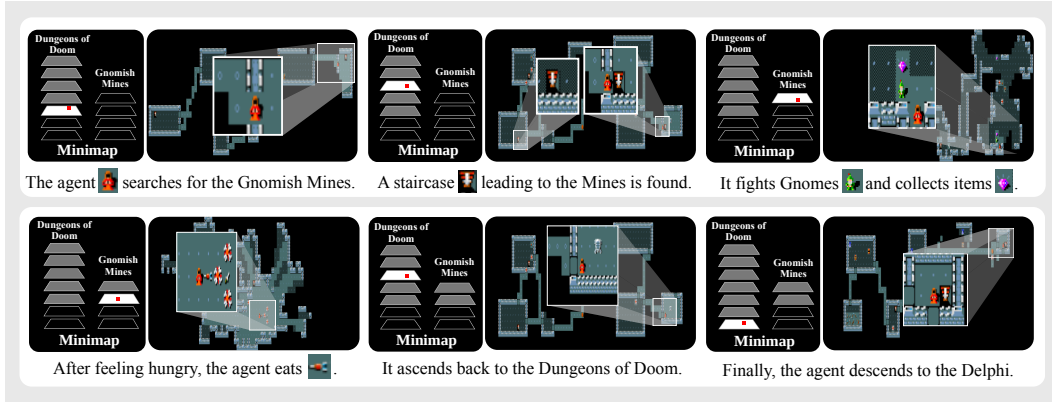 Dungeons of
Doom
Gnomish
Mines
Minimap
The agent searches for the Gnomish Mines.
Dungeons of
Doom
Gnomish
Mines
Minimap
A staircase leading to the Mines is found.
Dungeons of
Doom
Gnomish
Mines
Minimap
It fights Gnomes and collects items .
Dungeons of
Doom
Gnomish
Mines
Minimap
After feeling hungry, the agent eats .
Dungeons of
Doom
Gnomish
Mines
Minimap
It ascends back to the Dungeons of Doom.
Dungeons of
Doom
Gnomish
Mines
Minimap
Finally, the agent descends to the Delphi.